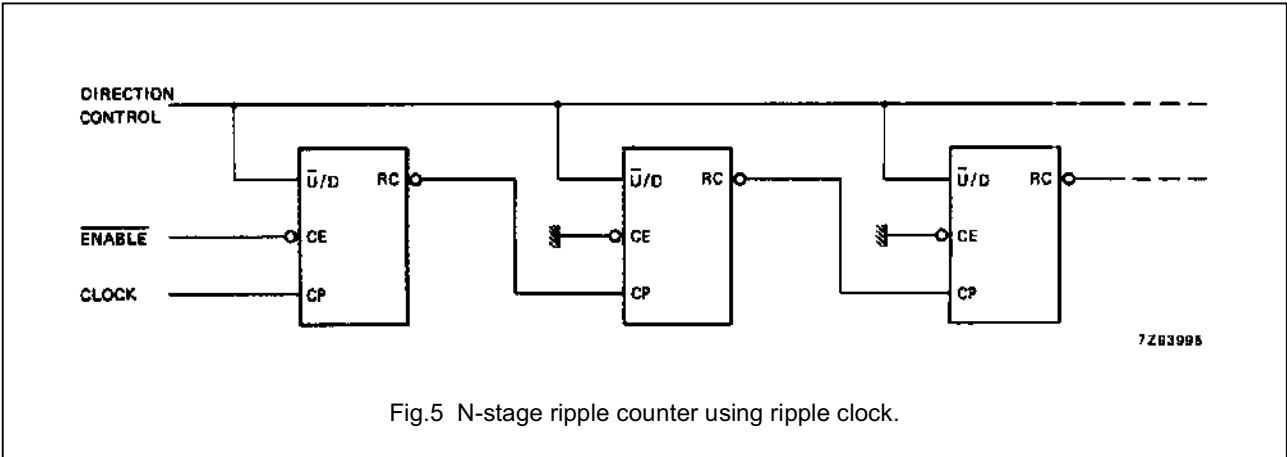 DIRECTION
CONTROL
U̅/D RC
U̅/D RC
U̅/D RC
E̅N̅A̅B̅L̅E̅
CE
CE
CE
CLOCK
CP
CP
CP
7Z83995
Fig.5 N-stage ripple counter using ripple clock.